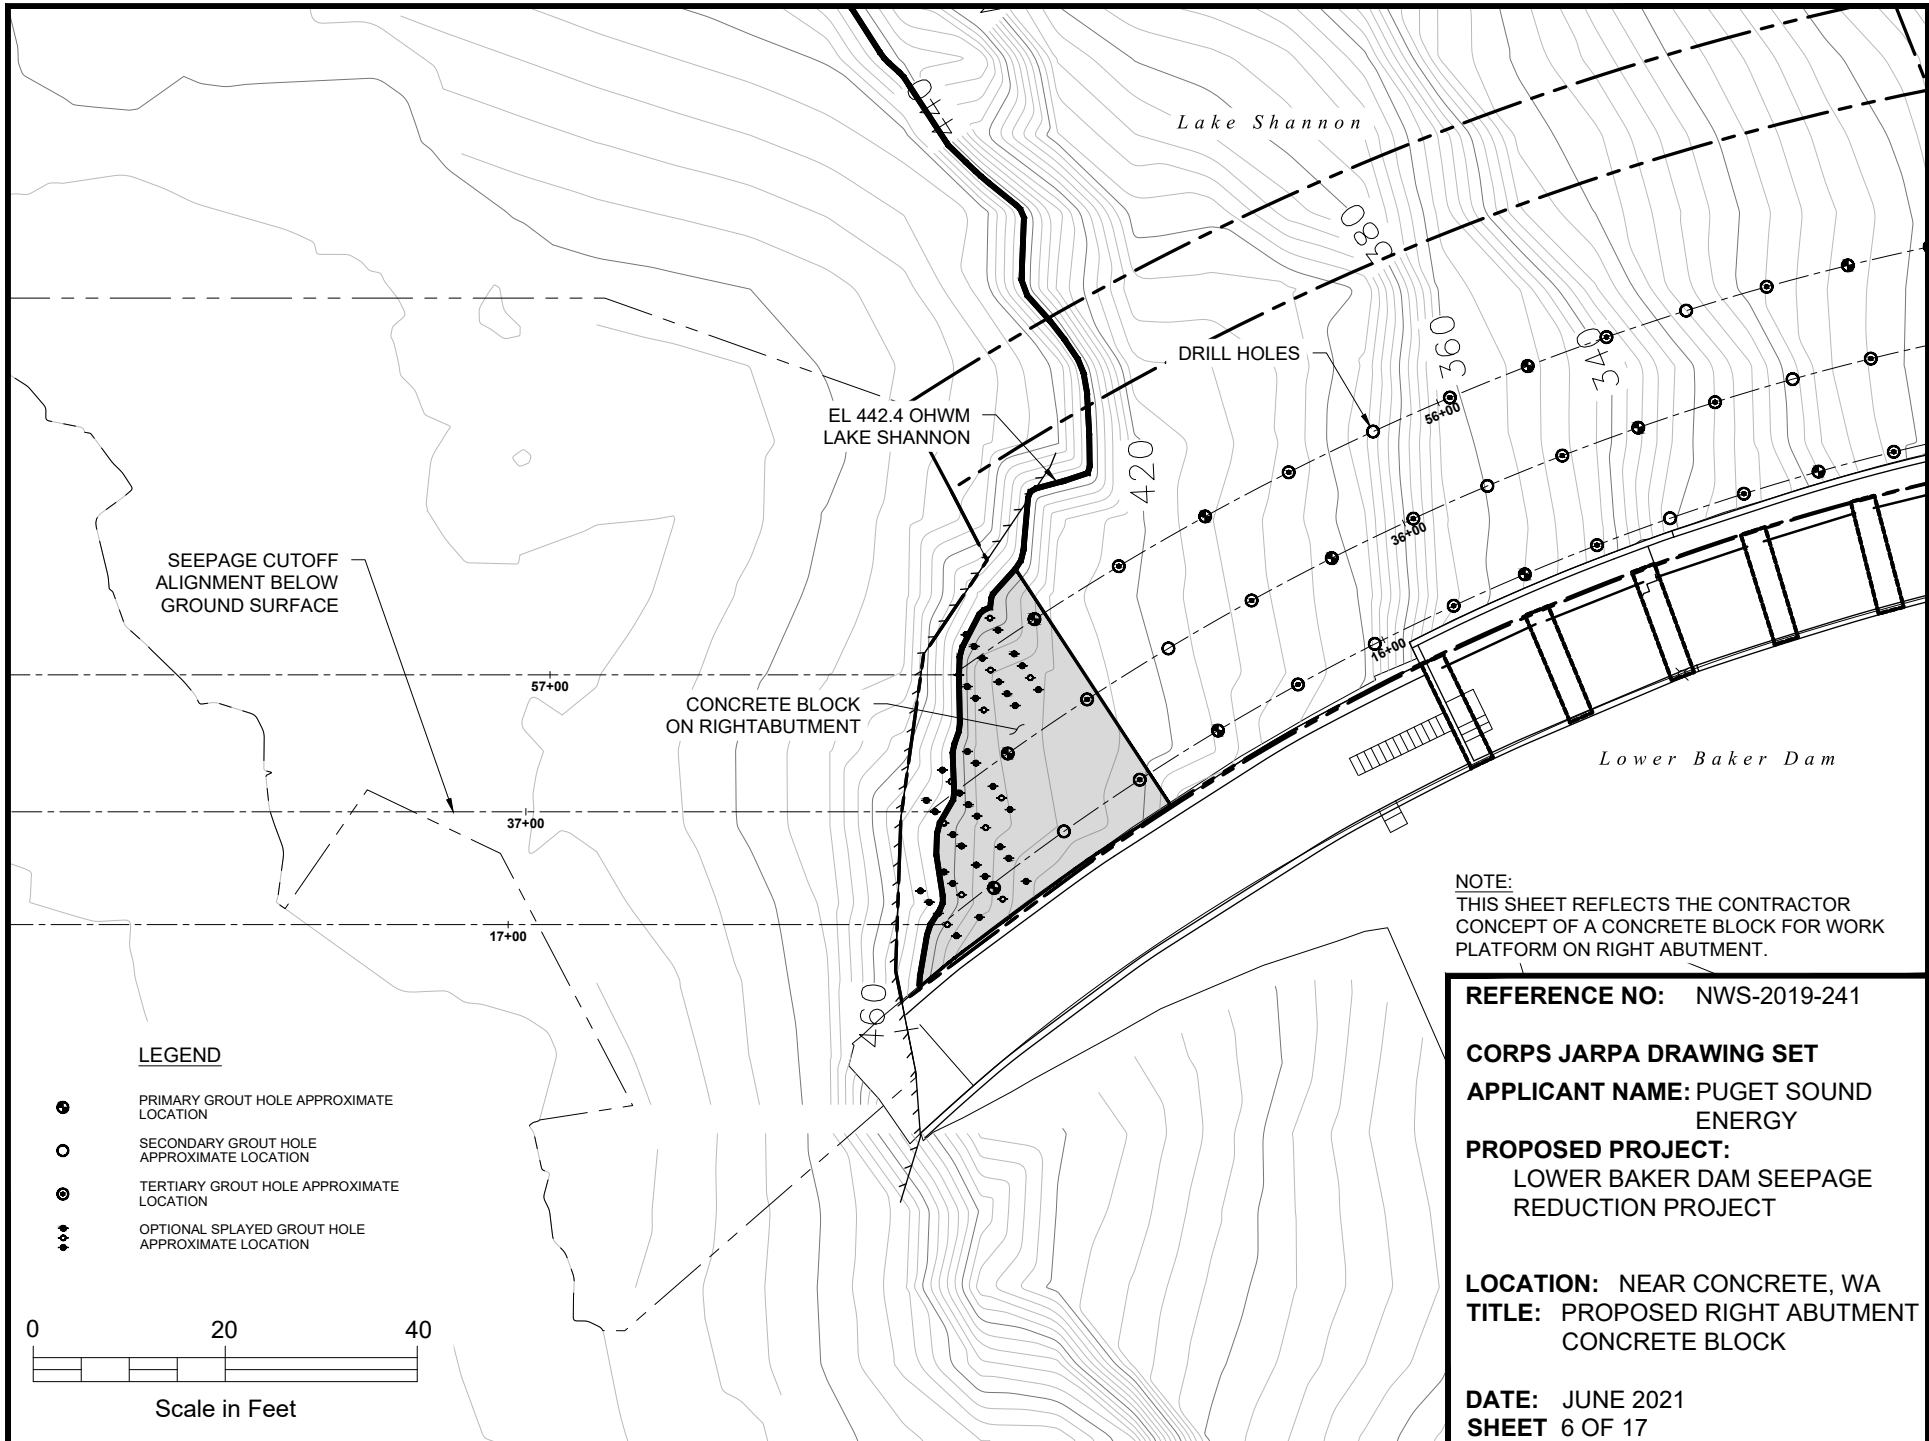 440
Lake Shannon
380
DRILL HOLES
360
340
56+00
EL 442.4 OHWM
LAKE SHANNON
420
36+00
SEEPAGE CUTOFF
ALIGNMENT BELOW
GROUND SURFACE
16+00
57+00
CONCRETE BLOCK
ON RIGHTABUTMENT
Lower Baker Dam
37+00
17+00
460
NOTE:
THIS SHEET REFLECTS THE CONTRACTOR
CONCEPT OF A CONCRETE BLOCK FOR WORK
PLATFORM ON RIGHT ABUTMENT.
LEGEND
PRIMARY GROUT HOLE APPROXIMATE
LOCATION
SECONDARY GROUT HOLE
APPROXIMATE LOCATION
TERTIARY GROUT HOLE APPROXIMATE
LOCATION
OPTIONAL SPLAYED GROUT HOLE
APPROXIMATE LOCATION
0 20 40
Scale in Feet
REFERENCE NO: NWS-2019-241
CORPS JARPA DRAWING SET
APPLICANT NAME: PUGET SOUND
ENERGY
PROPOSED PROJECT:
LOWER BAKER DAM SEEPAGE
REDUCTION PROJECT
LOCATION: NEAR CONCRETE, WA
TITLE: PROPOSED RIGHT ABUTMENT
CONCRETE BLOCK
DATE: JUNE 2021
SHEET 6 OF 17